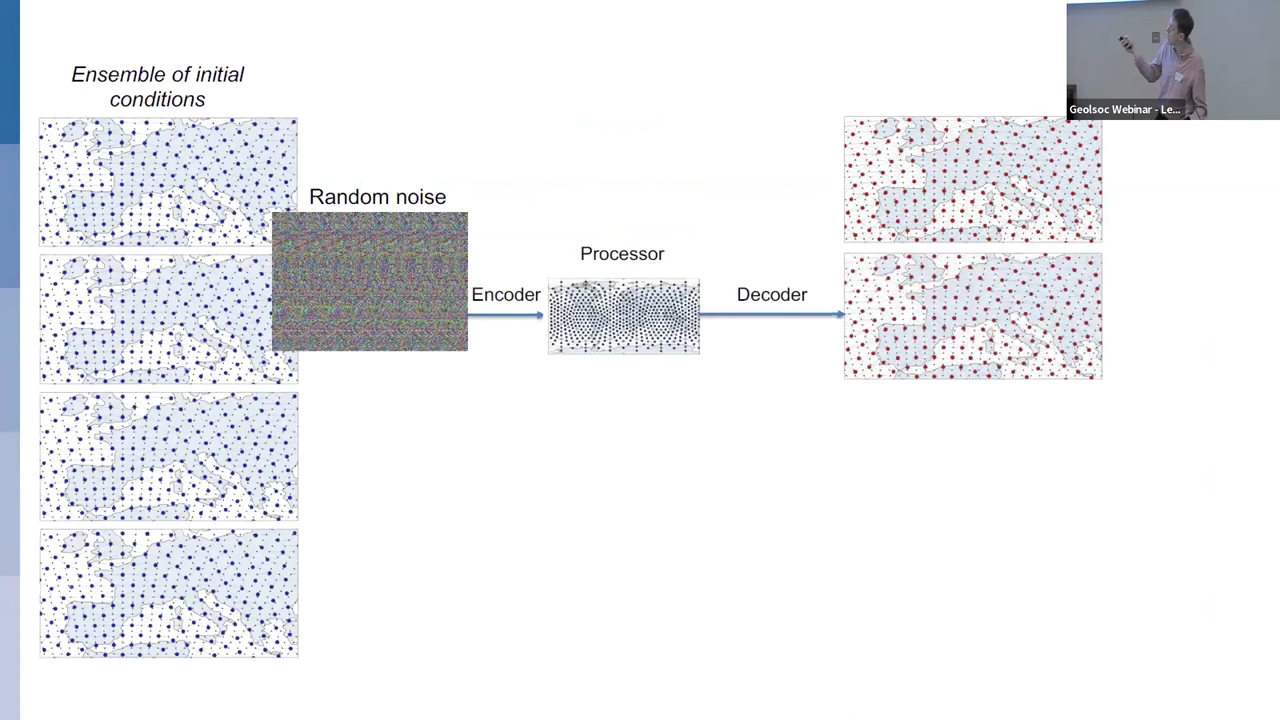 Ensemble of initial
conditions
Random noise
Processor
Encoder
Decoder
Geolsoc Webinar - Le...